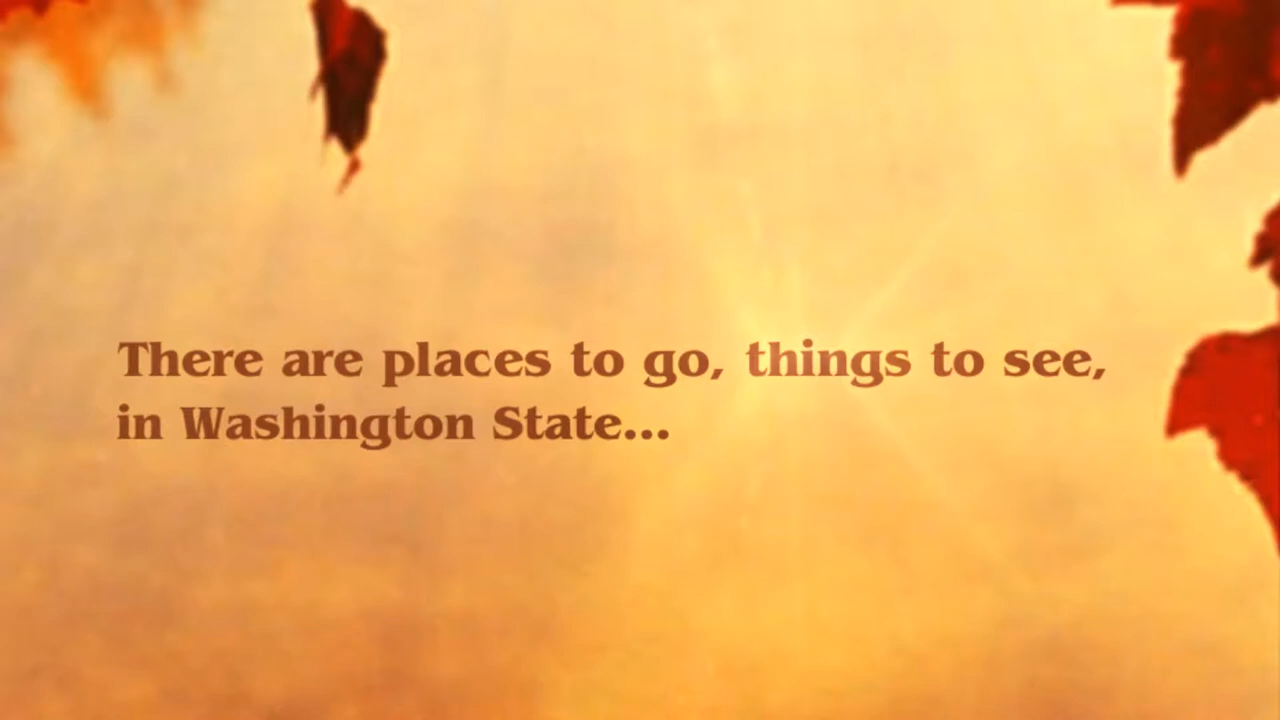 There are places to go, things to see,
in Washington State...